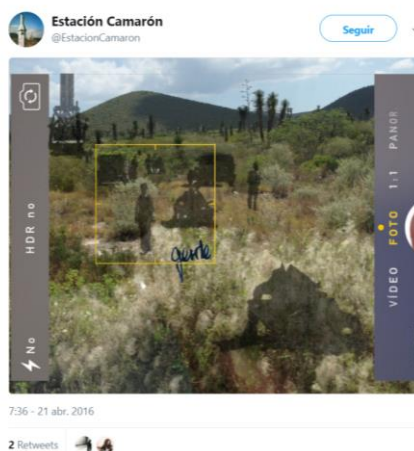 Estación Camarón
@EstacionCamaron
Seguir
HDR no
No
gente
VÍDEO FOTO 1:1 PANOR
7:36 - 21 abr. 2016
2 Retweets